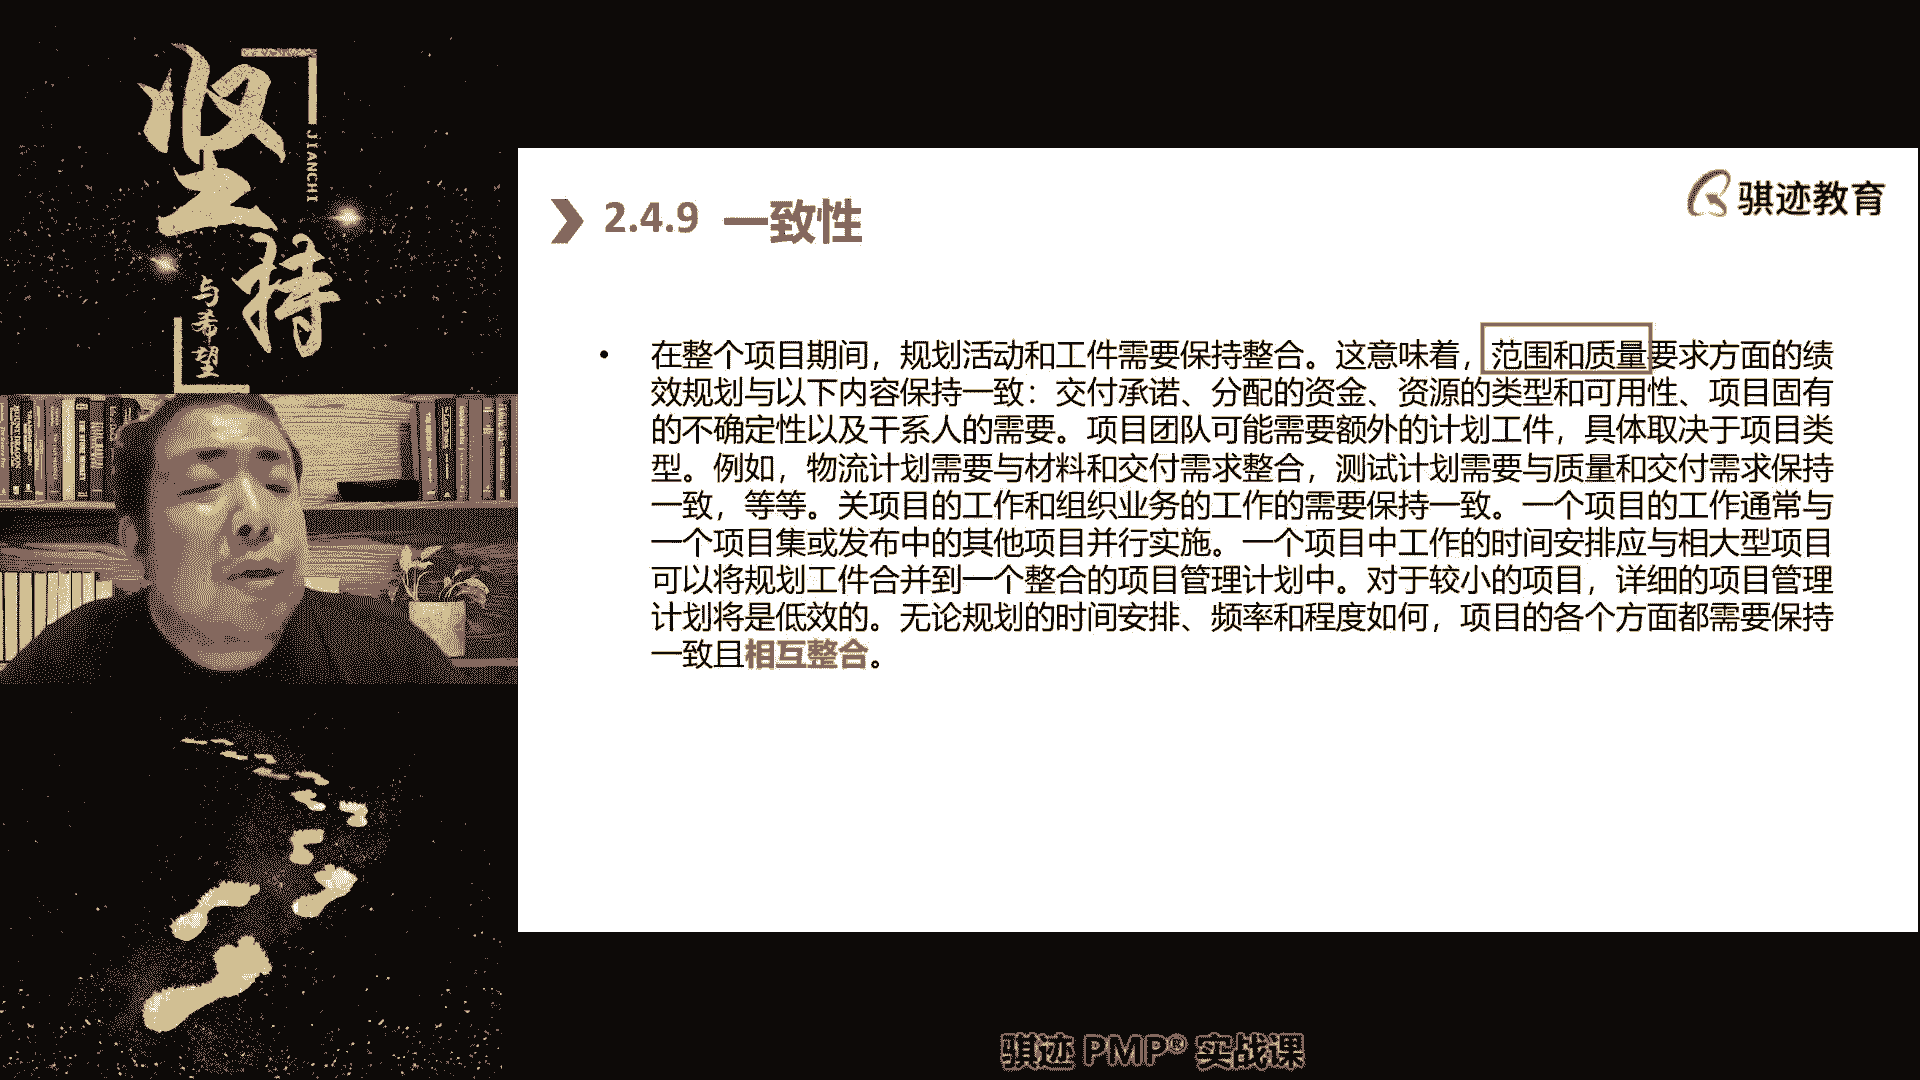 坚持
JIANCHI
与希望
骐迹教育
2.4.9 一致性
• 在整个项目期间，规划活动和工件需要保持整合。这意味着，范围和质量要求方面的绩
效规划与以下内容保持一致：交付承诺、分配的资金、资源的类型和可用性、项目固有
的不确定性以及干系人的需要。项目团队可能需要额外的计划工件，具体取决于项目类
型。例如，物流计划需要与材料和交付需求整合，测试计划需要与质量和交付需求保持
一致，等等。关项目的工作和组织业务的工作的需要保持一致。一个项目的工作通常与
一个项目集或发布中的其他项目并行实施。一个项目中工作的时间安排应与相大型项目
可以将规划工件合并到一个整合的项目管理计划中。对于较小的项目，详细的项目管理
计划将是低效的。无论规划的时间安排、频率和程度如何，项目的各个方面都需要保持
一致且相互整合。
骐迹 PMP® 实战课